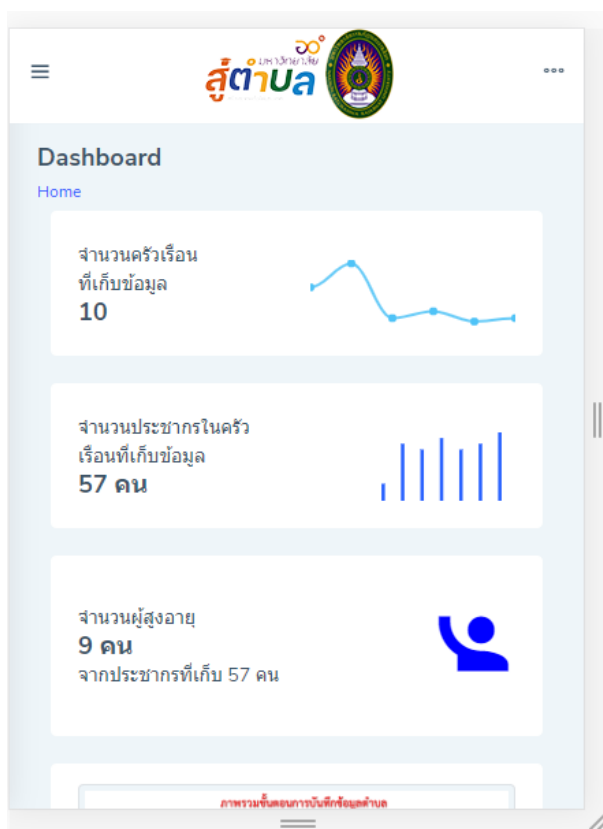 มหาวิทยาลัย
สู่ตำบล
Dashboard
Home
จำนวนครัวเรือน
ที่เก็บข้อมูล
10
จำนวนประชากรในครัว
เรือนที่เก็บข้อมูล
57 คน
จำนวนผู้สูงอายุ
9 คน
จากประชากรที่เก็บ 57 คน
ภาพรวมขั้นตอนการบันทึกข้อมูลตำบล